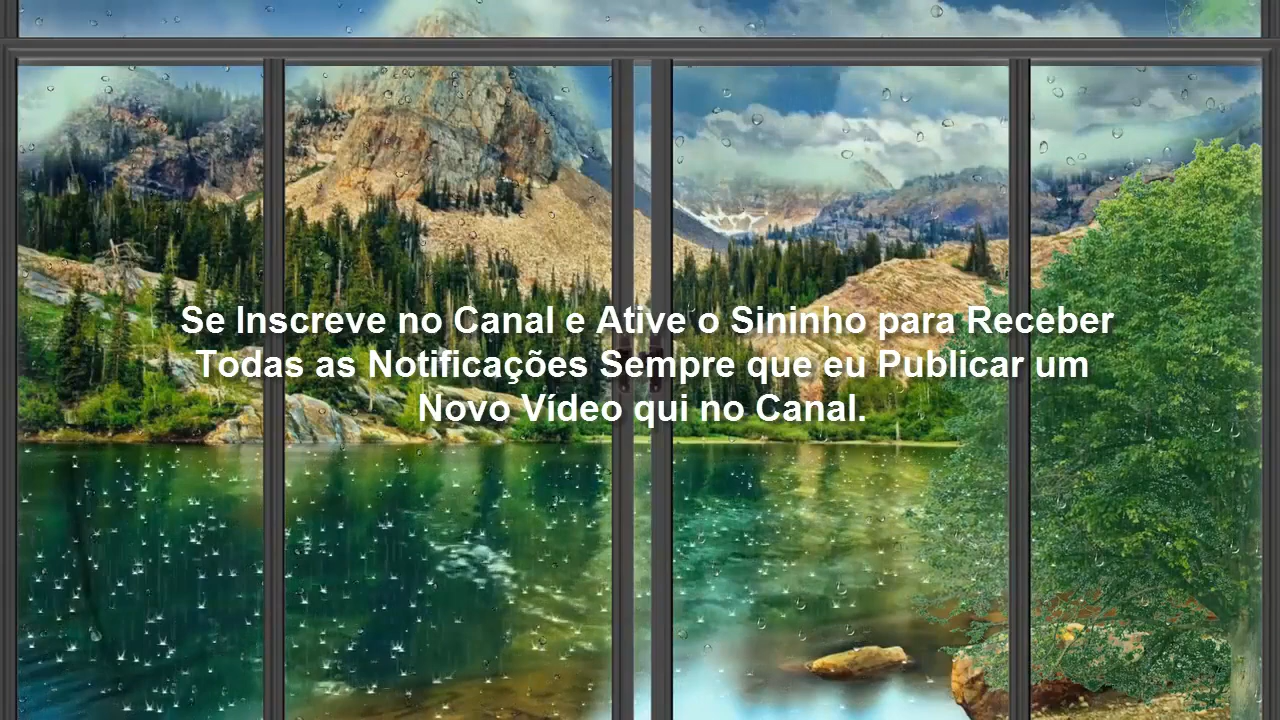 Se Inscreve no Canal e Ative o Sininho para Receber
Todas as Notificações Sempre que eu Publicar um
Novo Vídeo qui no Canal.